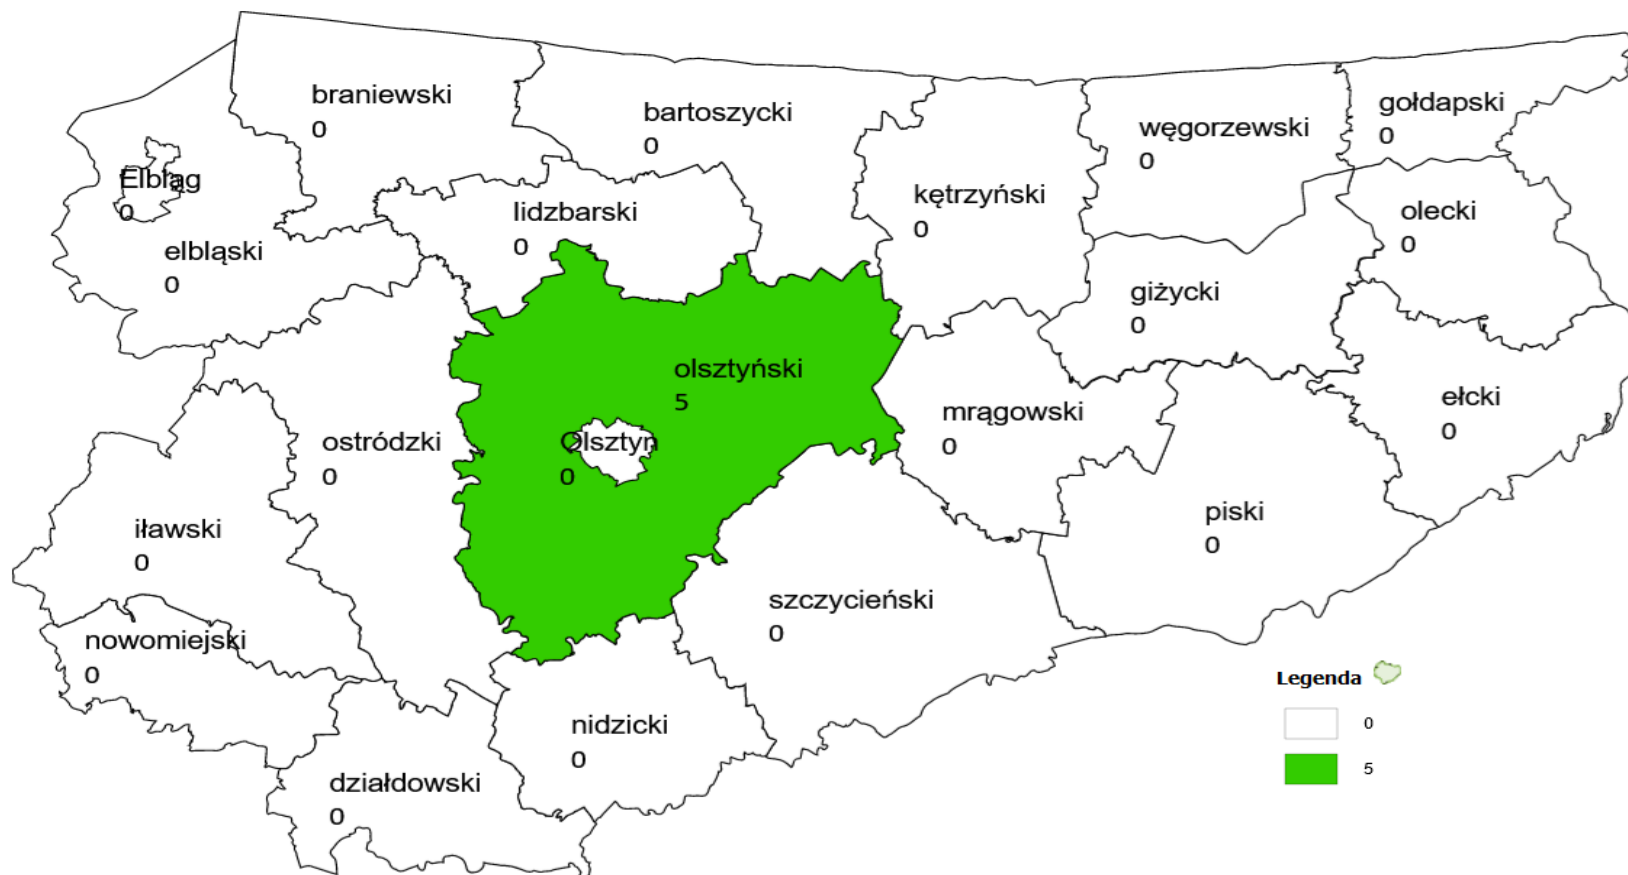 braniewski
0
bartoszycki
0
węgorzewski
0
gołdapski
0
Elbląg
0
elbląski
0
lidzbarski
0
kętrzyński
0
olecki
0
giżycki
0
olsztyński
5
mrągowski
0
ełcki
0
ostródzki
0
Olsztyn
0
iławski
0
piski
0
szczycieński
0
nowomiejski
0
nidzicki
0
działdowski
0
Legenda
0
5